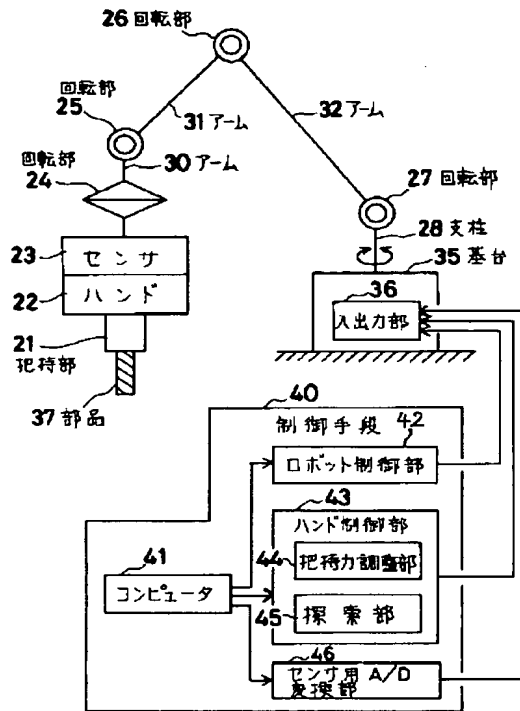 26 回転部
回転部
25
31 アーム
32 アーム
30 アーム
回転部
24
27 回転部
28 支柱
35 基台
23 センサ
22 ハンド
36
入出力部
21
把持部
37 部品
40
制御手段
42
ロボット制御部
43
ハンド制御部
44 把持力調整部
41
コンピュータ
45 探索部
46
センサ用 A/D
変換部